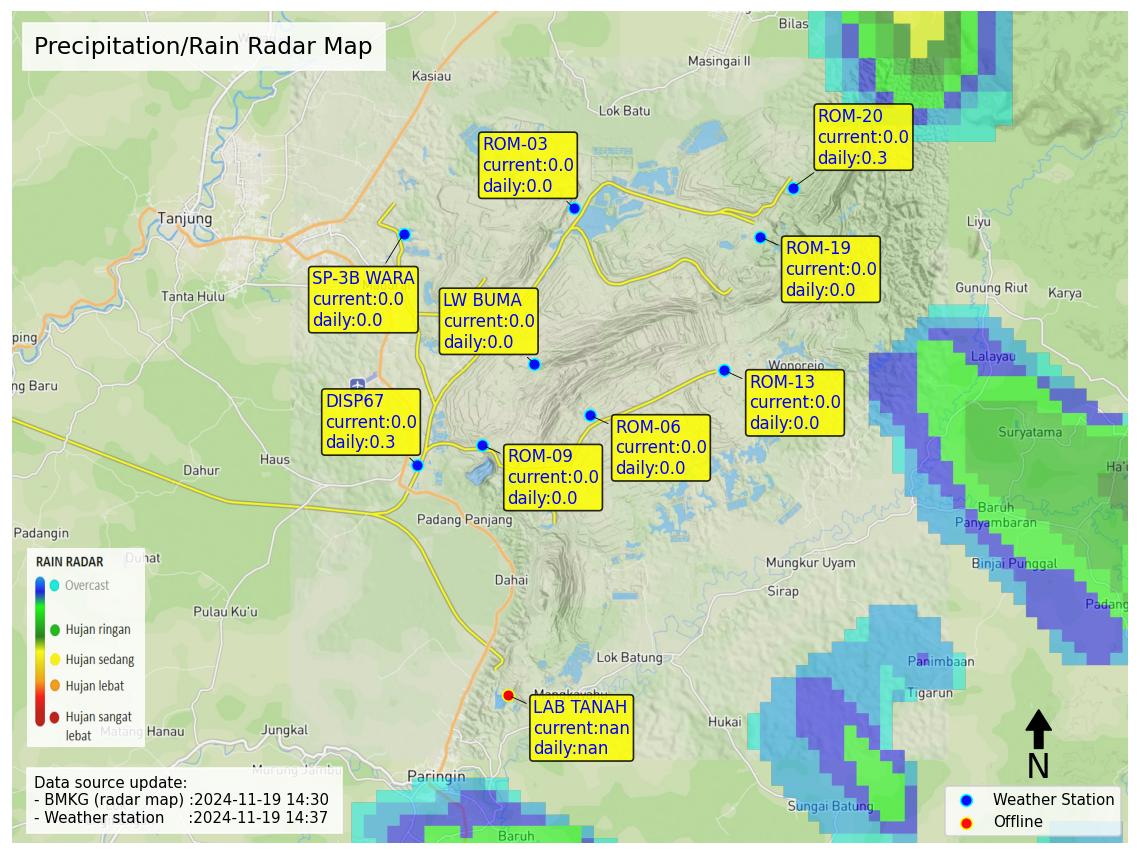 Precipitation/Rain Radar Map
Bilas
Kasiau
Masingai II
Lok Batu
ROM-20
current:0.0
daily:0.3
ROM-03
current:0.0
daily:0.0
Tanjung
Liyu
ROM-19
current:0.0
daily:0.0
SP-3B WARA
current:0.0
daily:0.0
Tanta Hulu
LW BUMA
current:0.0
daily:0.0
Gunung Riut
Karya
ping
Lalayau
Wonorejo
ng Baru
ROM-13
current:0.0
daily:0.0
DISP67
current:0.0
daily:0.3
ROM-06
current:0.0
daily:0.0
Suryatama
ROM-09
current:0.0
daily:0.0
Haus
Dahur
Ha'u
Baruh
Panyambaran
Padang Panjang
Padangin
Duhat
Mungkur Uyam
Binjai Punggal
RAIN RADAR
Overcast
Hujan ringan
Hujan sedang
Hujan lebat
Hujan sangat
lebat
Dahai
Sirap
Pulau Ku'u
Padang
Lok Batung
Panimbaan
Tigarun
Mangkayahu
LAB TANAH
current:nan
daily:nan
Hukai
Matang Hanau
Jungkal
Murung Jambu
Paringin
Data source update:
- BMKG (radar map) :2024-11-19 14:30
- Weather station :2024-11-19 14:37
N
Sungai Batung
Weather Station
Offline
Baruh